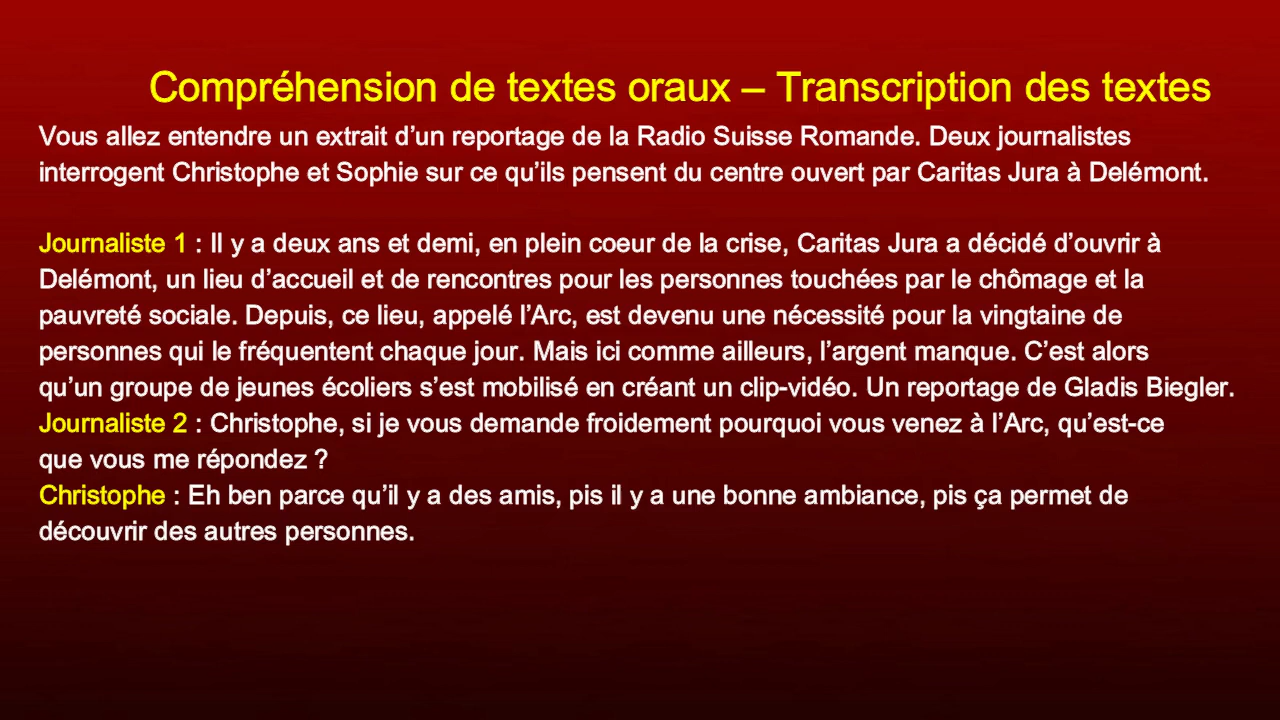 Compréhension de textes oraux – Transcription des textes
Vous allez entendre un extrait d’un reportage de la Radio Suisse Romande. Deux journalistes
interrogent Christophe et Sophie sur ce qu’ils pensent du centre ouvert par Caritas Jura à Delémont.
Journaliste 1 : Il y a deux ans et demi, en plein coeur de la crise, Caritas Jura a décidé d’ouvrir à
Delémont, un lieu d’accueil et de rencontres pour les personnes touchées par le chômage et la
pauvreté sociale. Depuis, ce lieu, appelé l’Arc, est devenu une nécessité pour la vingtaine de
personnes qui le fréquentent chaque jour. Mais ici comme ailleurs, l’argent manque. C’est alors
qu’un groupe de jeunes écoliers s’est mobilisé en créant un clip-vidéo. Un reportage de Gladis Biegler.
Journaliste 2 : Christophe, si je vous demande froidement pourquoi vous venez à l’Arc, qu’est-ce
que vous me répondez ?
Christophe : Eh ben parce qu’il y a des amis, pis il y a une bonne ambiance, pis ça permet de
découvrir des autres personnes.